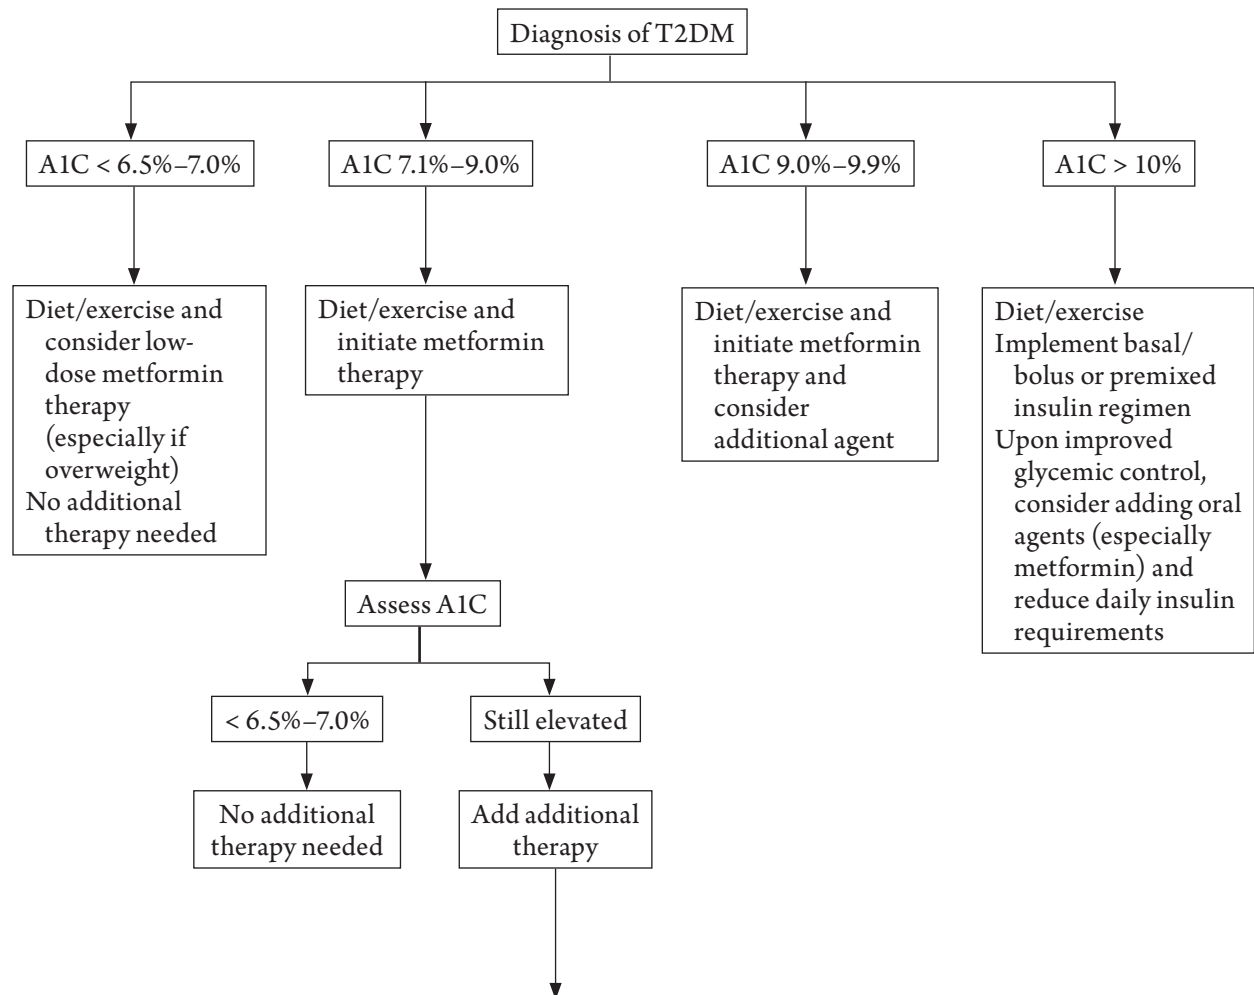 Diagnosis of T2DM
A1C < 6.5%–7.0%
A1C 7.1%–9.0%
A1C 9.0%–9.9%
A1C > 10%
Diet/exercise and
consider low-
dose metformin
therapy
(especially if
overweight)
No additional
therapy needed
Diet/exercise and
initiate metformin
therapy
Diet/exercise and
initiate metformin
therapy and
consider
additional agent
Diet/exercise
Implement basal/
bolus or premixed
insulin regimen
Upon improved
glycemic control,
consider adding oral
agents (especially
metformin) and
reduce daily insulin
requirements
Assess A1C
< 6.5%–7.0%
Still elevated
No additional
therapy needed
Add additional
therapy